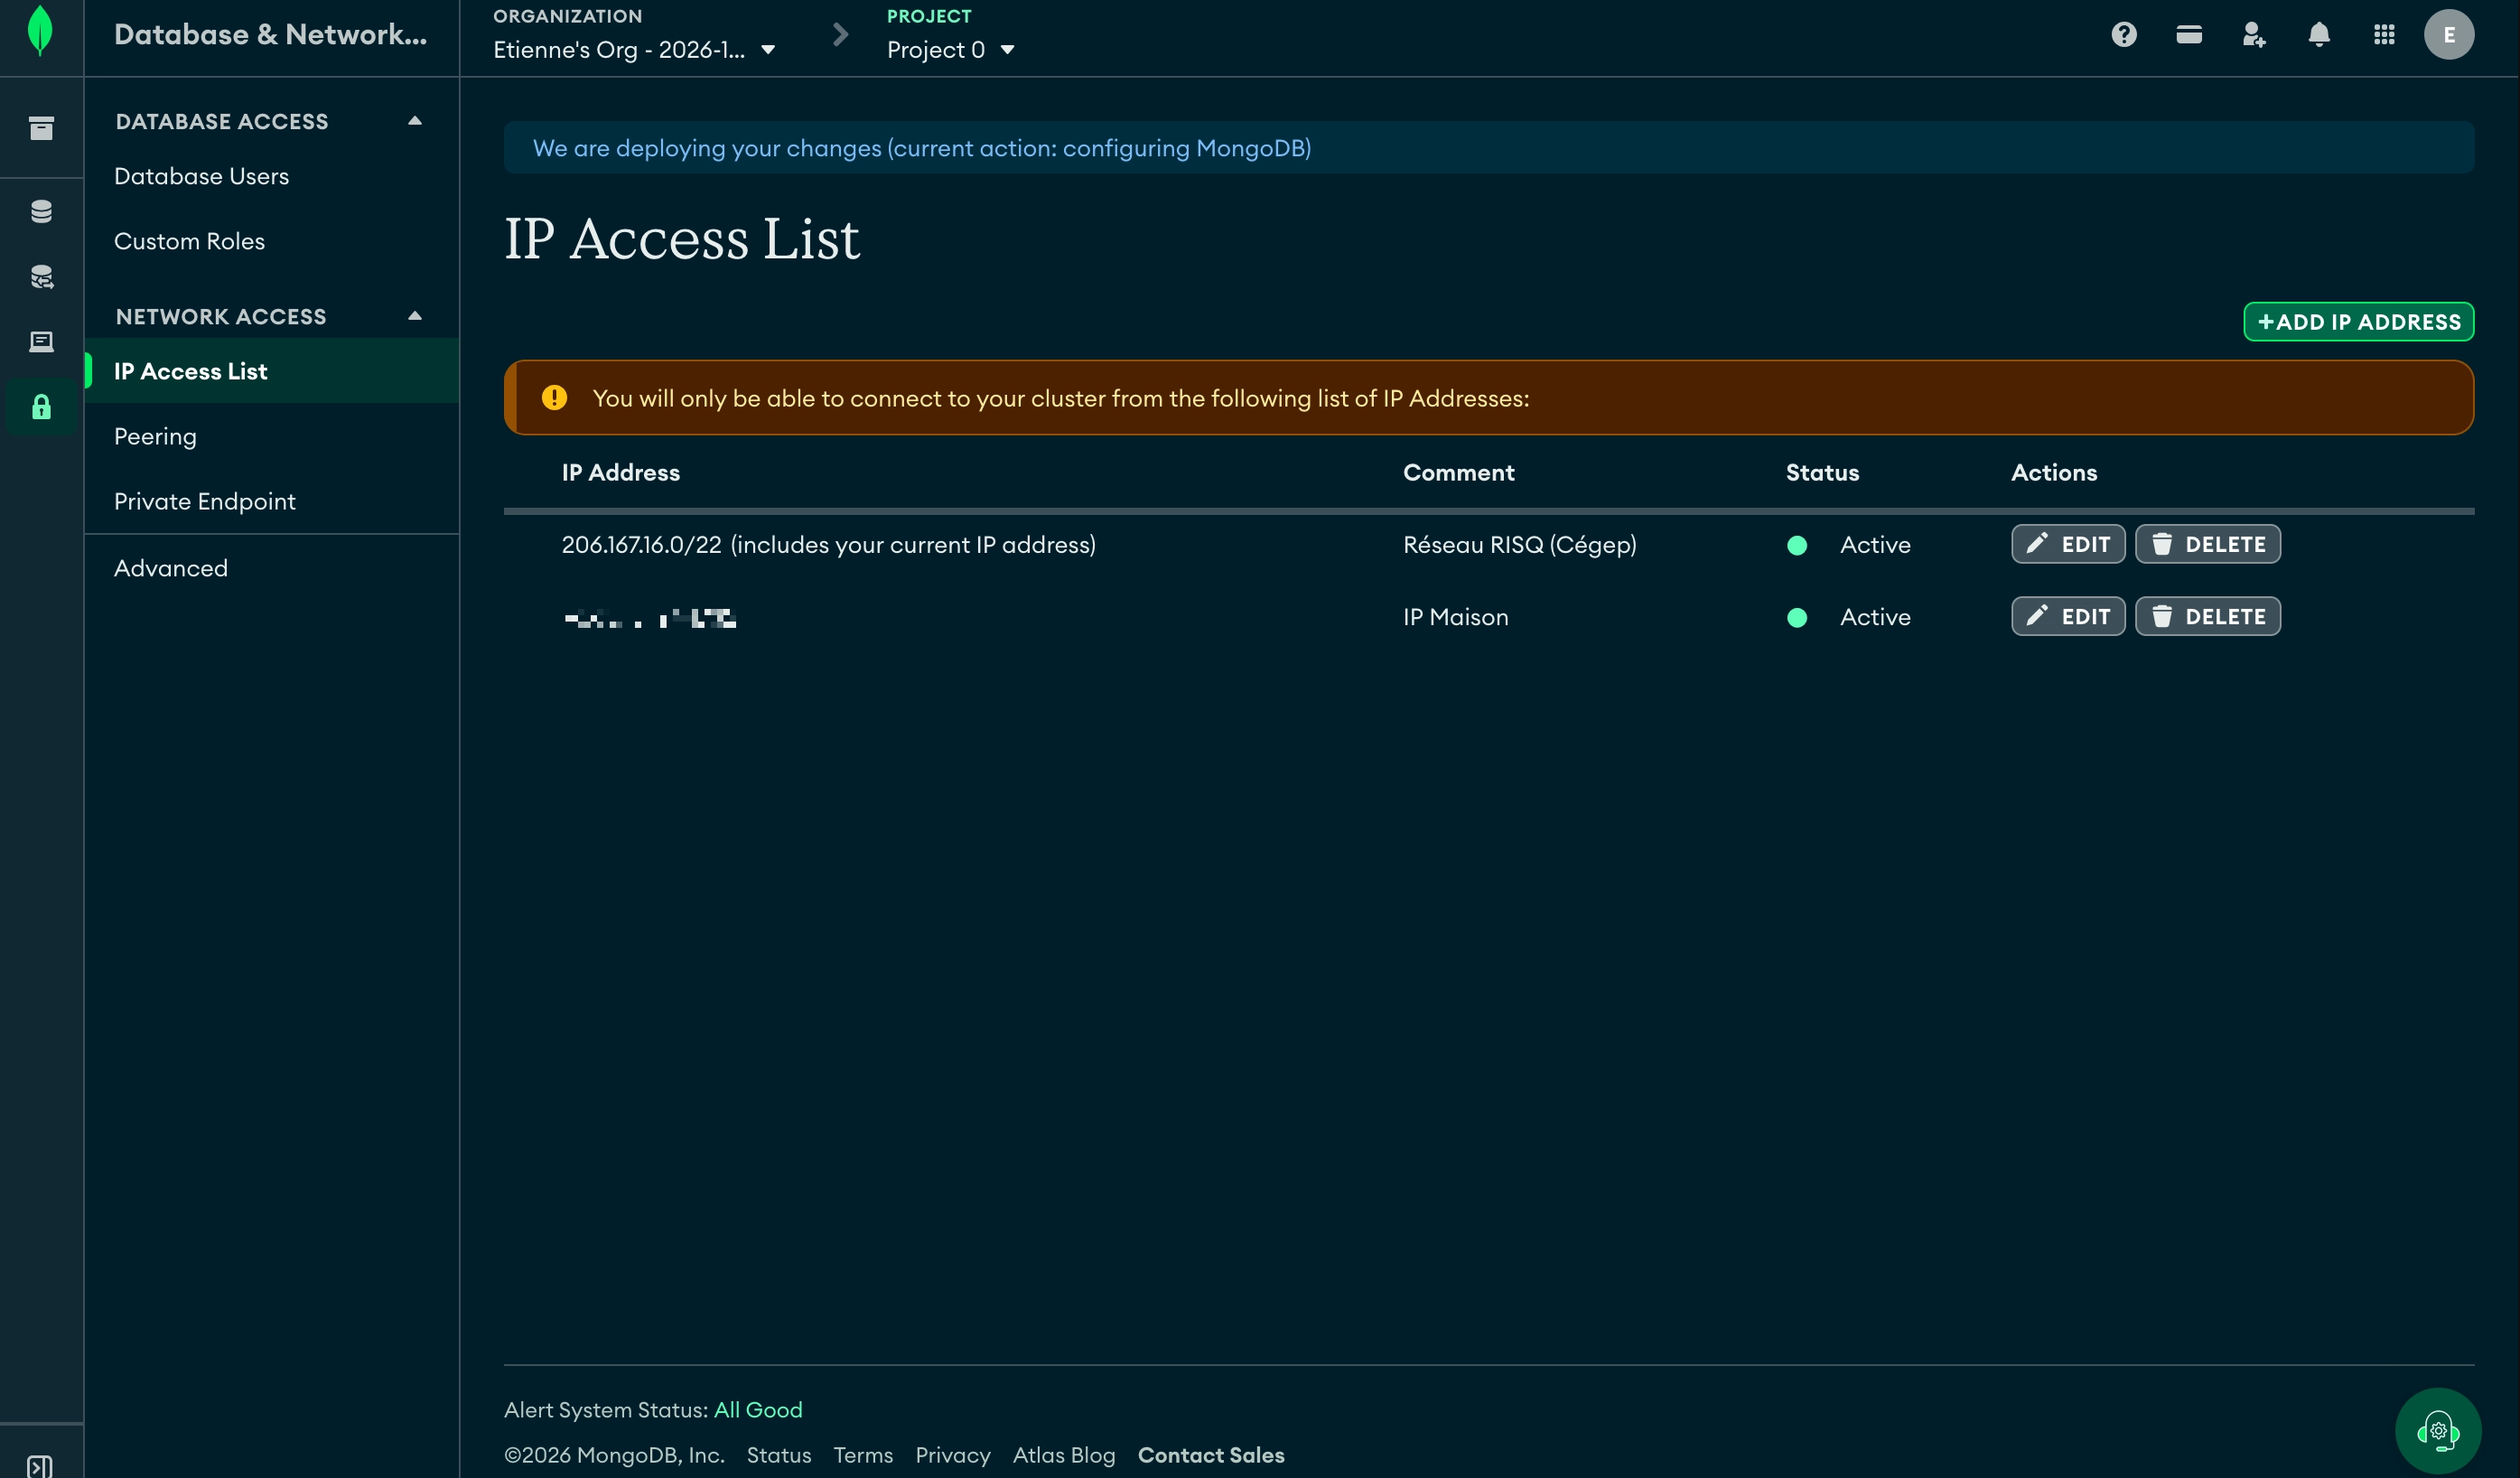 Database & Network...
ORGANIZATION
Etienne's Org - 2026-1...
PROJECT
Project 0
E
DATABASE ACCESS
Database Users
Custom Roles
NETWORK ACCESS
IP Access List
Peering
Private Endpoint
Advanced
We are deploying your changes (current action: configuring MongoDB)
IP Access List
+ADD IP ADDRESS
You will only be able to connect to your cluster from the following list of IP Addresses:
IP Address Comment Status Actions
206.167.16.0/22 (includes your current IP address) Réseau RISQ (Cégep) Active EDIT DELETE
IP Maison Active EDIT DELETE
Alert System Status: All Good
©2026 MongoDB, Inc. Status Terms Privacy Atlas Blog Contact Sales